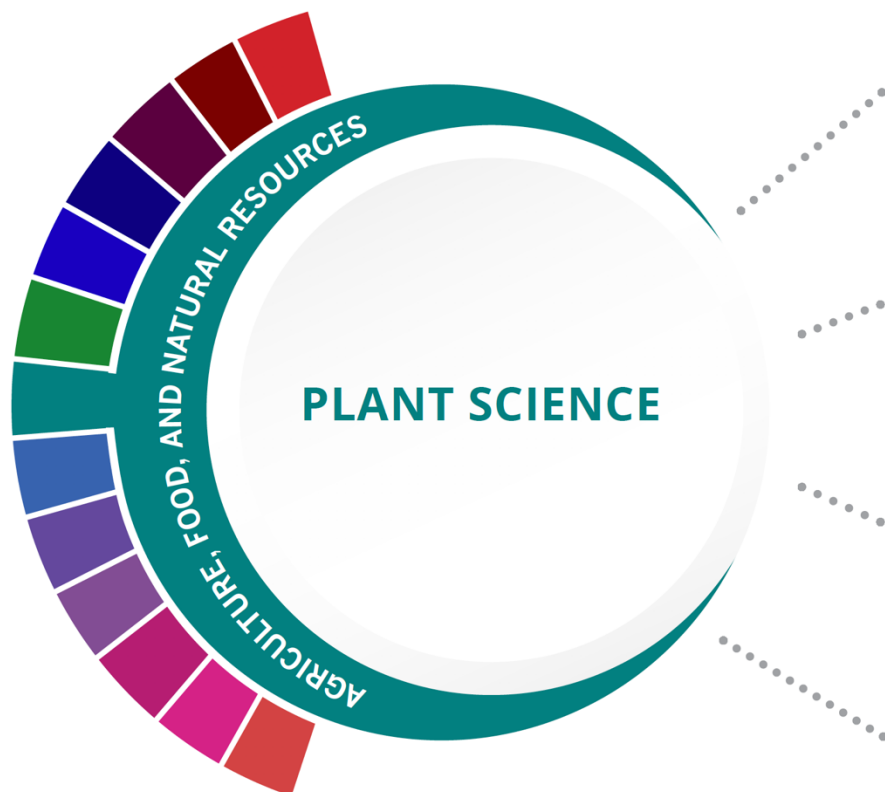 AGRICULTURE, FOOD, AND NATURAL RESOURCES
PLANT SCIENCE